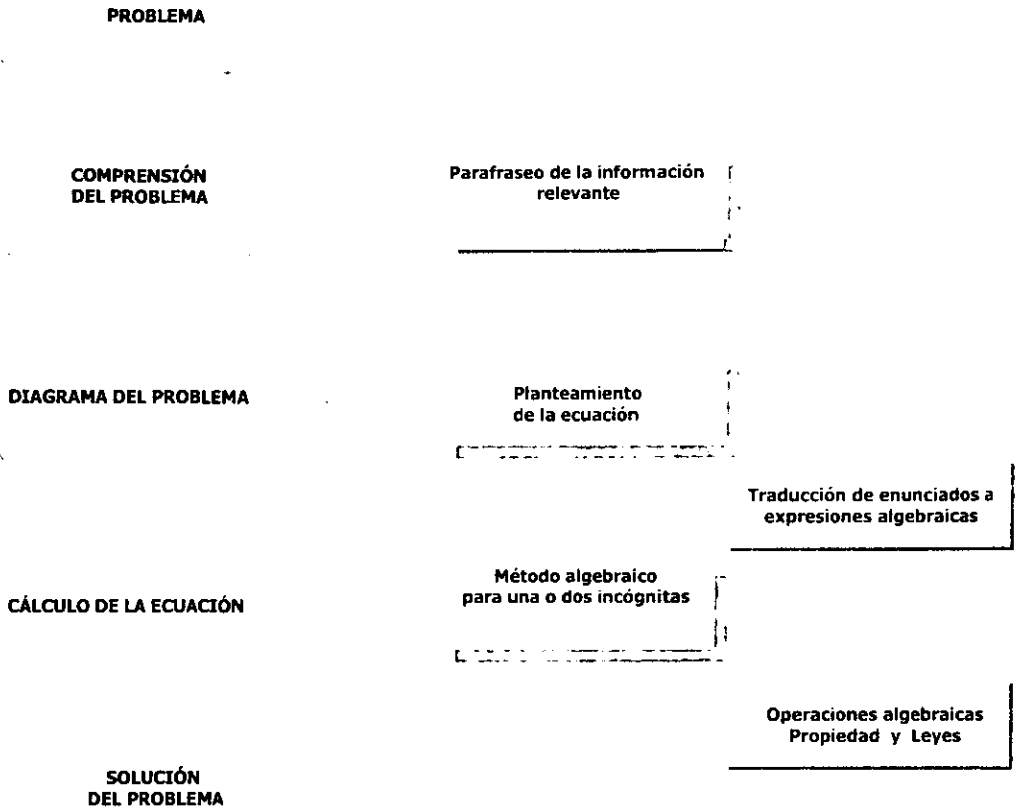 PROBLEMA
COMPRENSIÓN
DEL PROBLEMA
Parafraseo de la información
relevante
DIAGRAMA DEL PROBLEMA
Planteamiento
de la ecuación
Traducción de enunciados a
expresiones algebraicas
CÁLCULO DE LA ECUACIÓN
Método algebraico
para una o dos incógnitas
Operaciones algebraicas
Propiedad y Leyes
SOLUCIÓN
DEL PROBLEMA